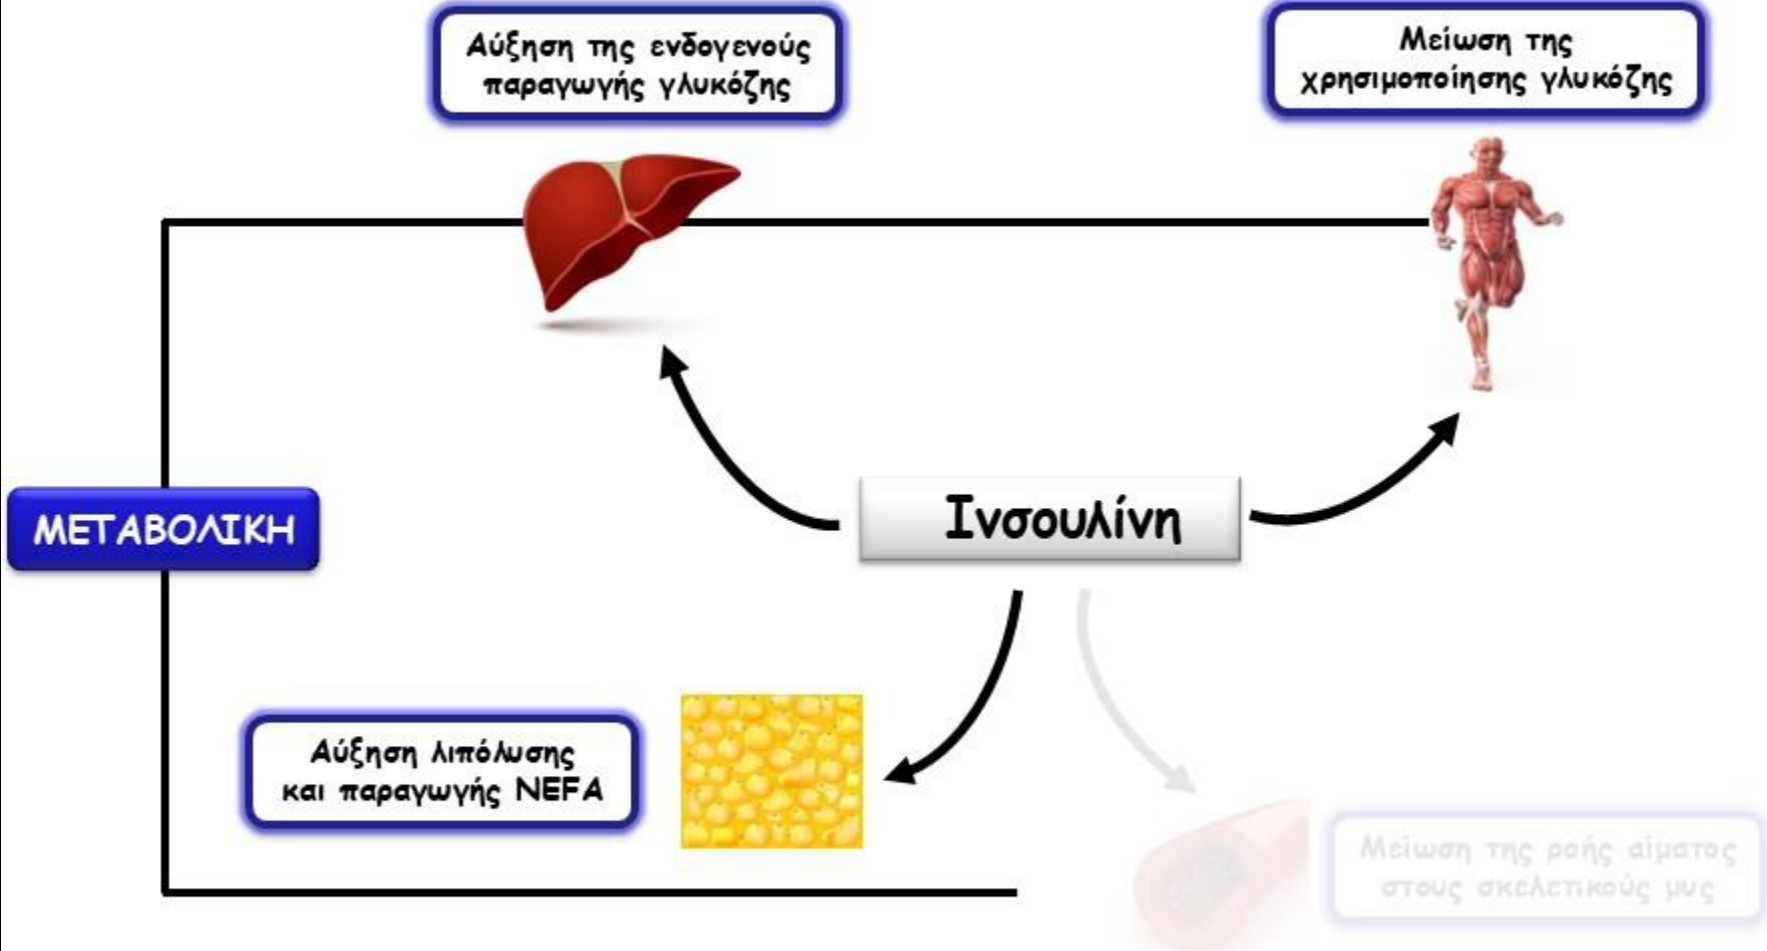 Αύξηση της ενδογενούς
παραγωγής γλυκόζης
Μείωση της
χρησιμοποίησης γλυκόζης
ΜΕΤΑΒΟΛΙΚΗ
Ινσουλίνη
Αύξηση λιπόλυσης
και παραγωγής NEFA
Μείωση της ροής αίματος
στους σκελετικούς μυς